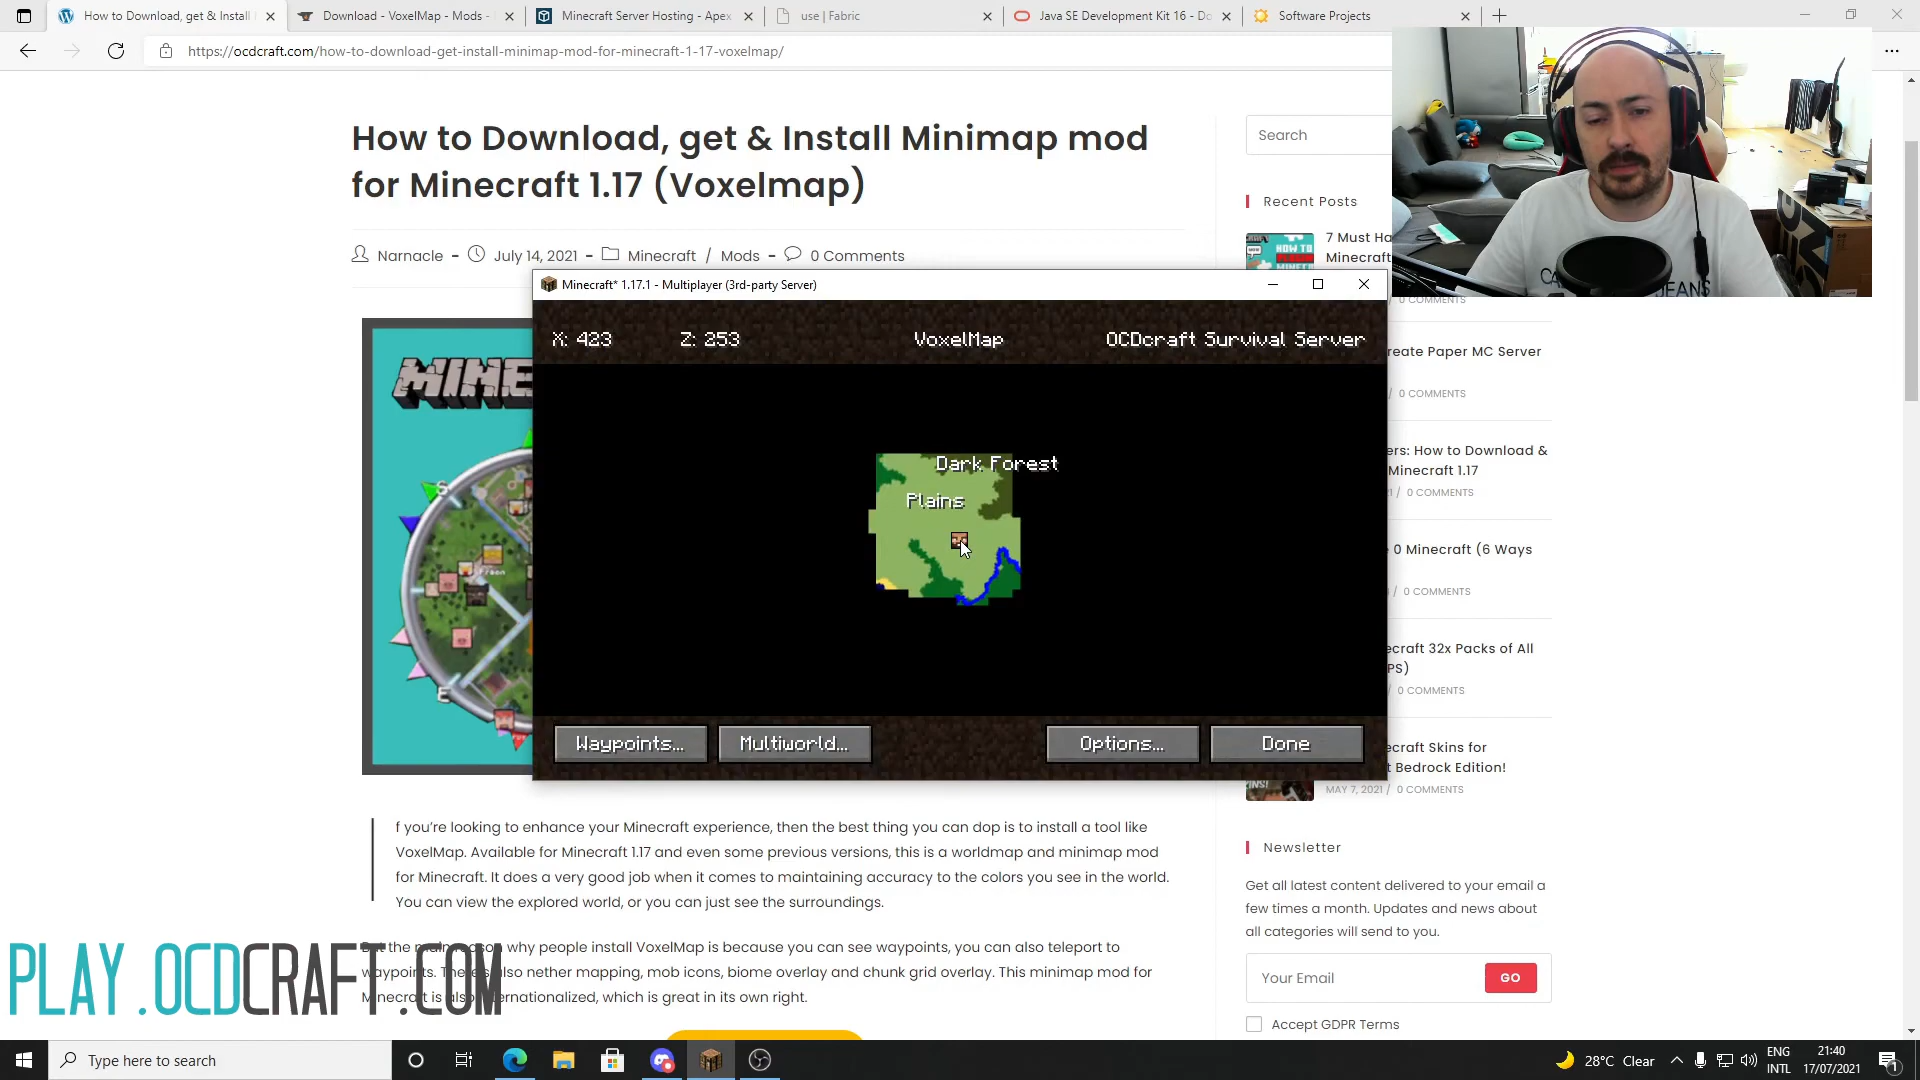 How to Download, get & Install
Download - VoxelMap - Mods -
Minecraft Server Hosting - Apex
use | Fabric
Java SE Development Kit 16 - Do
Software Projects
https://ocdcraft.com/how-to-download-get-install-minimap-mod-for-minecraft-1-17-voxelmap/
How to Download, get & Install Minimap mod
for Minecraft 1.17 (Voxelmap)
Narnacle - July 14, 2021 - Minecraft / Mods - 0 Comments
Search
Recent Posts
7 Must Ha
Minecraft
0 COMMENTS
reate Paper MC Server
/ 0 COMMENTS
ers: How to Download &
Minecraft 1.17
/ 0 COMMENTS
0 Minecraft (6 Ways
/ 0 COMMENTS
ecraft 32x Packs of All
PS)
/ 0 COMMENTS
ecraft Skins for
t Bedrock Edition!
MAY 7, 2021 / 0 COMMENTS
Minecraft* 1.17.1 - Multiplayer (3rd-party Server)
X: 423 Z: 253
VoxelMap
OCDcraft Survival Server
Dark Forest
Plains
Waypoints...
Multiworld...
Options...
Done
MINE
S
E
f you're looking to enhance your Minecraft experience, then the best thing you can dop is to install a tool like
VoxelMap. Available for Minecraft 1.17 and even some previous versions, this is a worldmap and minimap mod
for Minecraft. It does a very good job when it comes to maintaining accuracy to the colors you see in the world.
You can view the explored world, or you can just see the surroundings.
the main reason why people install VoxelMap is because you can see waypoints, you can also teleport to
waypoints. There's also nether mapping, mob icons, biome overlay and chunk grid overlay. This minimap mod for
Minecraft is also internationalized, which is great in its own right.
Newsletter
Get all latest content delivered to your email a
few times a month. Updates and news about
all categories will send to you.
Your Email
GO
Accept GDPR Terms
PLAY.OCDCRAFT.COM
Type here to search
28°C Clear
ENG
INTL
21:40
17/07/2021
1